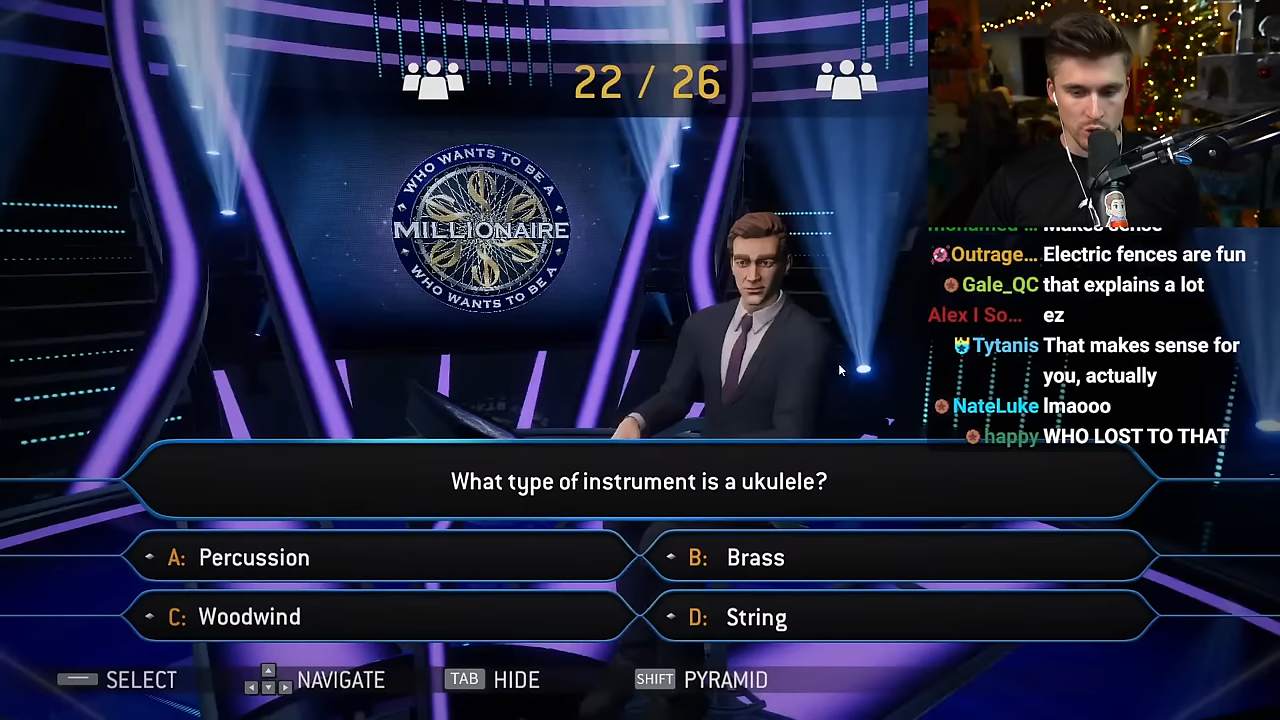 22 / 26
WHO WANTS TO BE A
MILLIONAIRE
WHO WANTS TO BE A
Makes sense
Outrage... Electric fences are fun
Gale_QC that explains a lot
Alex I So... ez
Tytanis That makes sense for
you, actually
NateLuke lmaooo
happy WHO LOST TO THAT
What type of instrument is a ukulele?
A: Percussion
B: Brass
C: Woodwind
D: String
SELECT
NAVIGATE
TAB HIDE
SHIFT PYRAMID